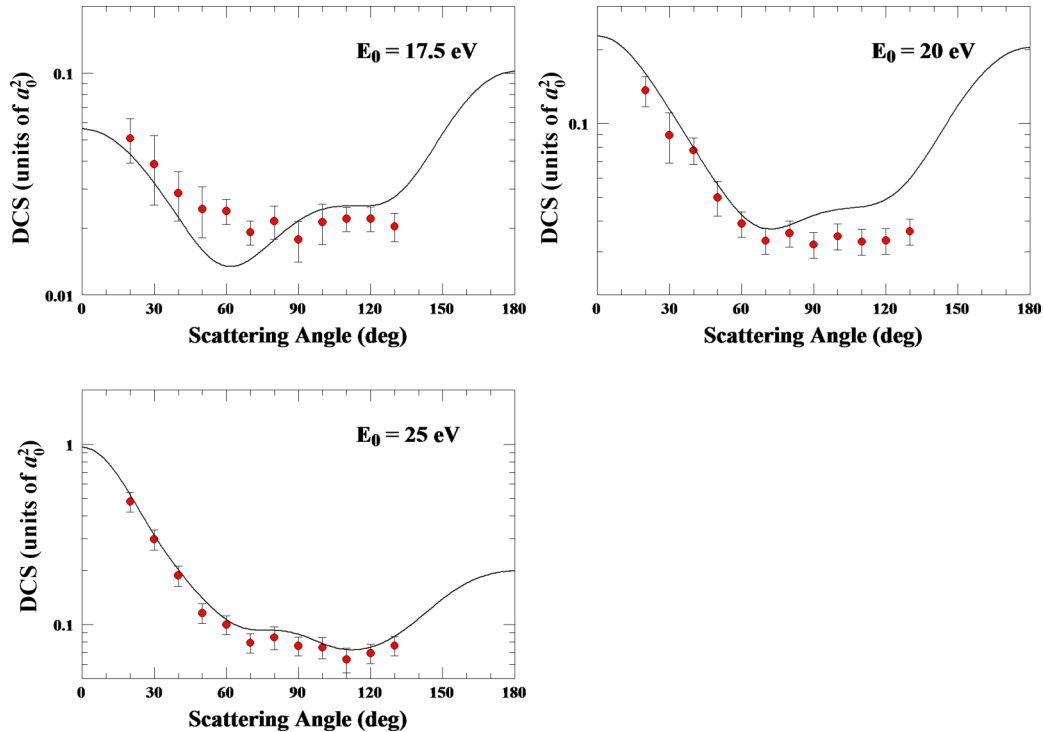 E₀ = 17.5 eV
DCS (units of a₀²)
0.1
0.01
0 30 60 90 120 150 180
Scattering Angle (deg)
E₀ = 20 eV
DCS (units of a₀²)
0.1
0 30 60 90 120 150 180
Scattering Angle (deg)
E₀ = 25 eV
DCS (units of a₀²)
1
0.1
0 30 60 90 120 150 180
Scattering Angle (deg)